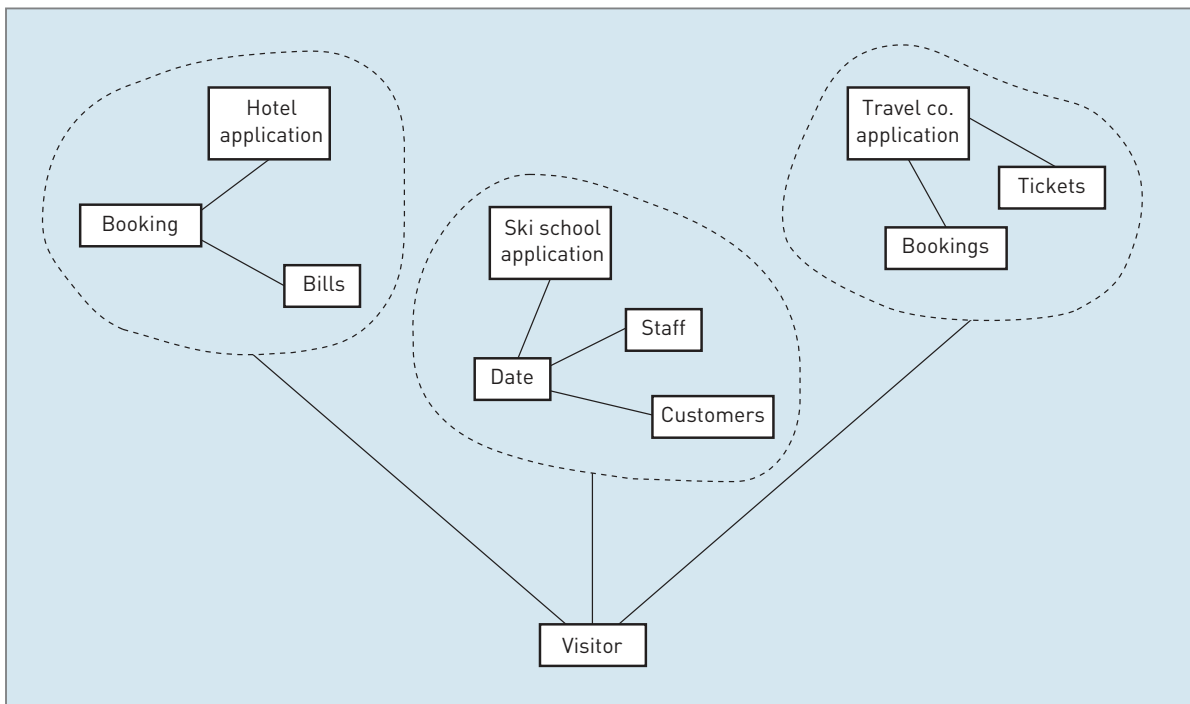 Hotel
application
Booking
Bills
Ski school
application
Staff
Date
Customers
Travel co.
application
Tickets
Bookings
Visitor